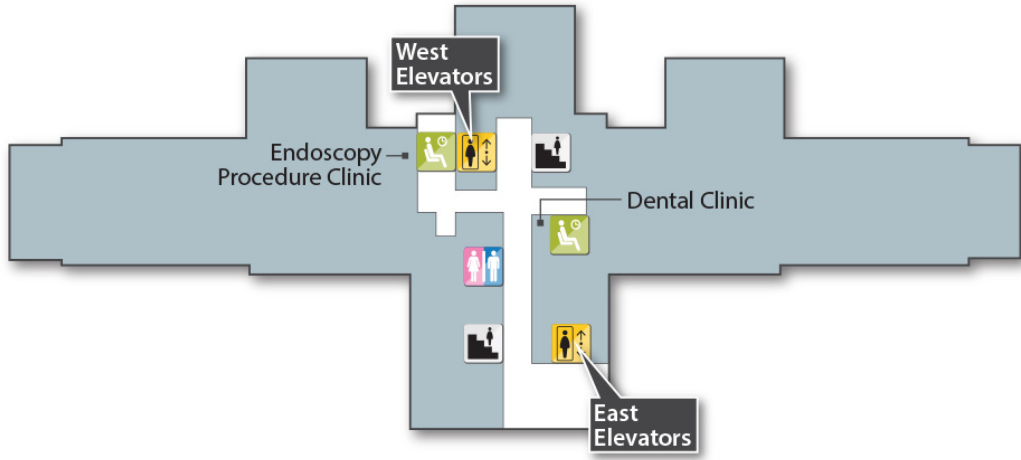 West
Elevators
Endoscopy
Procedure Clinic
Dental Clinic
East
Elevators